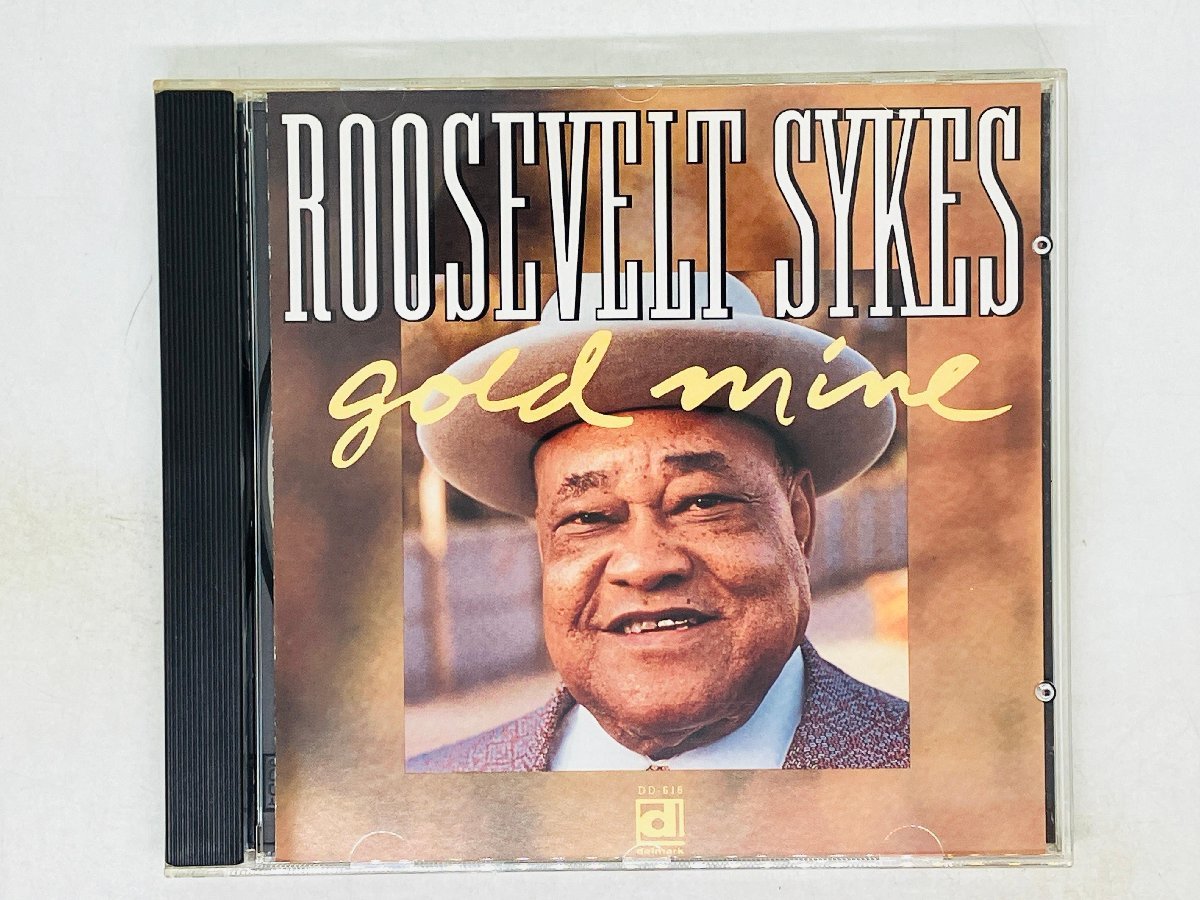 ROOSEVELT SYKES
gold mine
DD-616
d
delmark